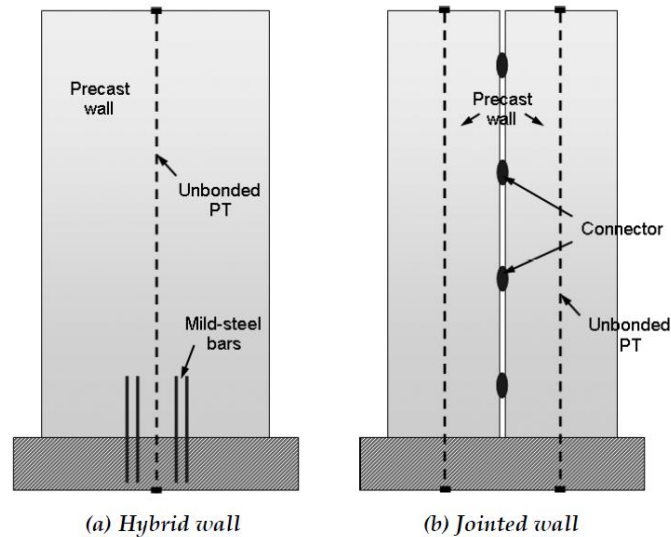 Precast
wall
Unbonded
PT
Mild-steel
bars
(a) Hybrid wall
Precast
wall
Connector
Unbonded
PT
(b) Jointed wall